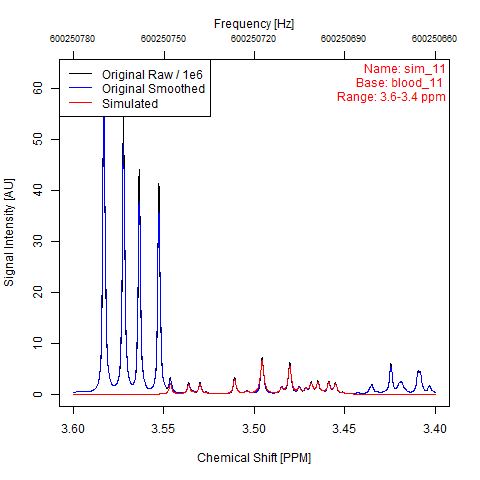 Frequency [Hz]
600250780 600250750 600250720 600250690 600250660
Original Raw / 1e6
Original Smoothed
Simulated
Name: sim_11
Base: blood_11
Range: 3.6-3.4 ppm
Signal Intensity [AU]
60
50
40
30
20
10
0
3.60 3.55 3.50 3.45 3.40
Chemical Shift [PPM]